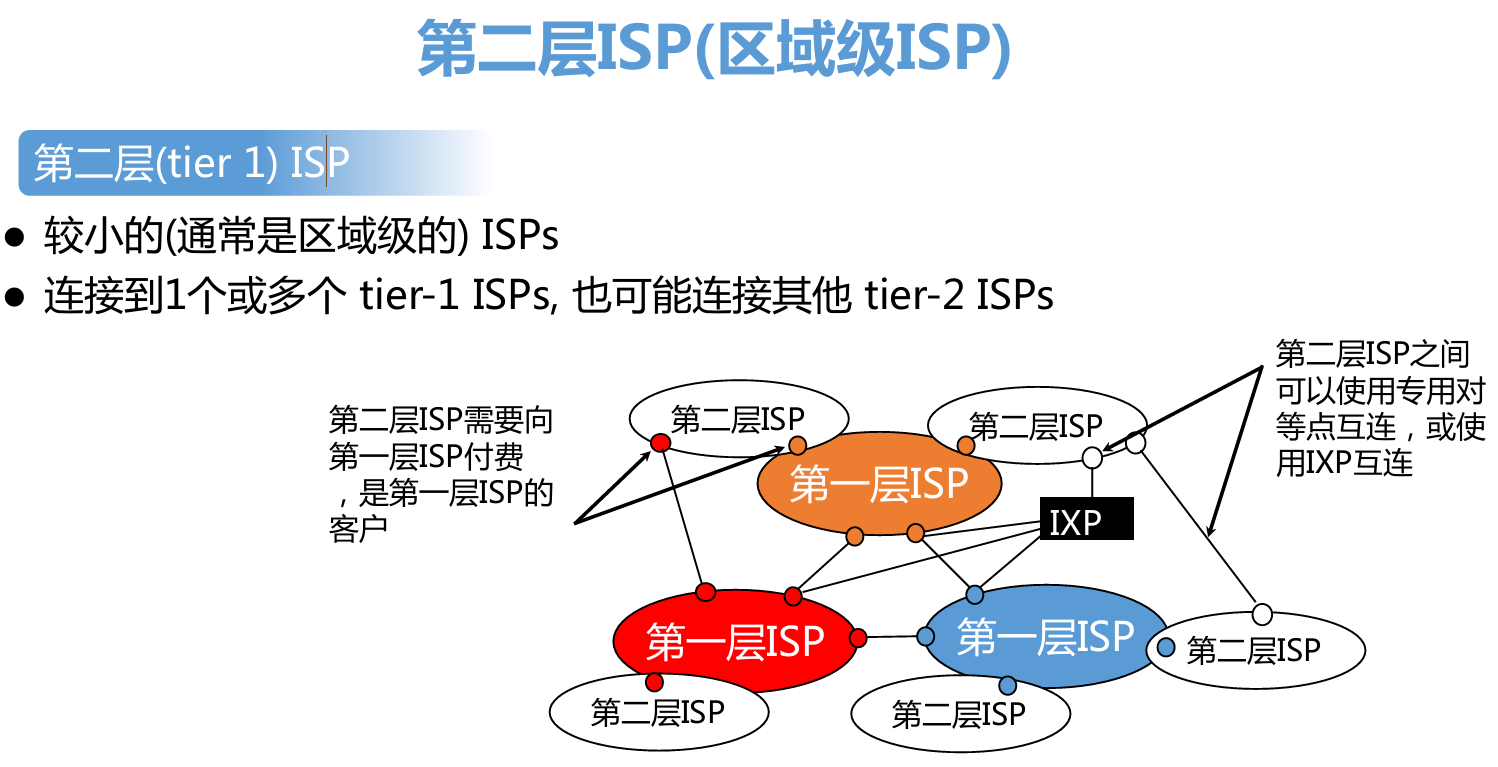 第二层ISP(区域级ISP)
第二层(tier 1) ISP
● 较小的(通常是区域级的) ISPs
● 连接到1个或多个 tier-1 ISPs, 也可能连接其他 tier-2 ISPs
第二层ISP之间
可以使用专用对
等点互连，或使
用IXP互连
第二层ISP需要向
第一层ISP付费
，是第一层ISP的
客户
第二层ISP
第二层ISP
第一层ISP
IXP
第一层ISP
第一层ISP
第二层ISP
第二层ISP
第二层ISP